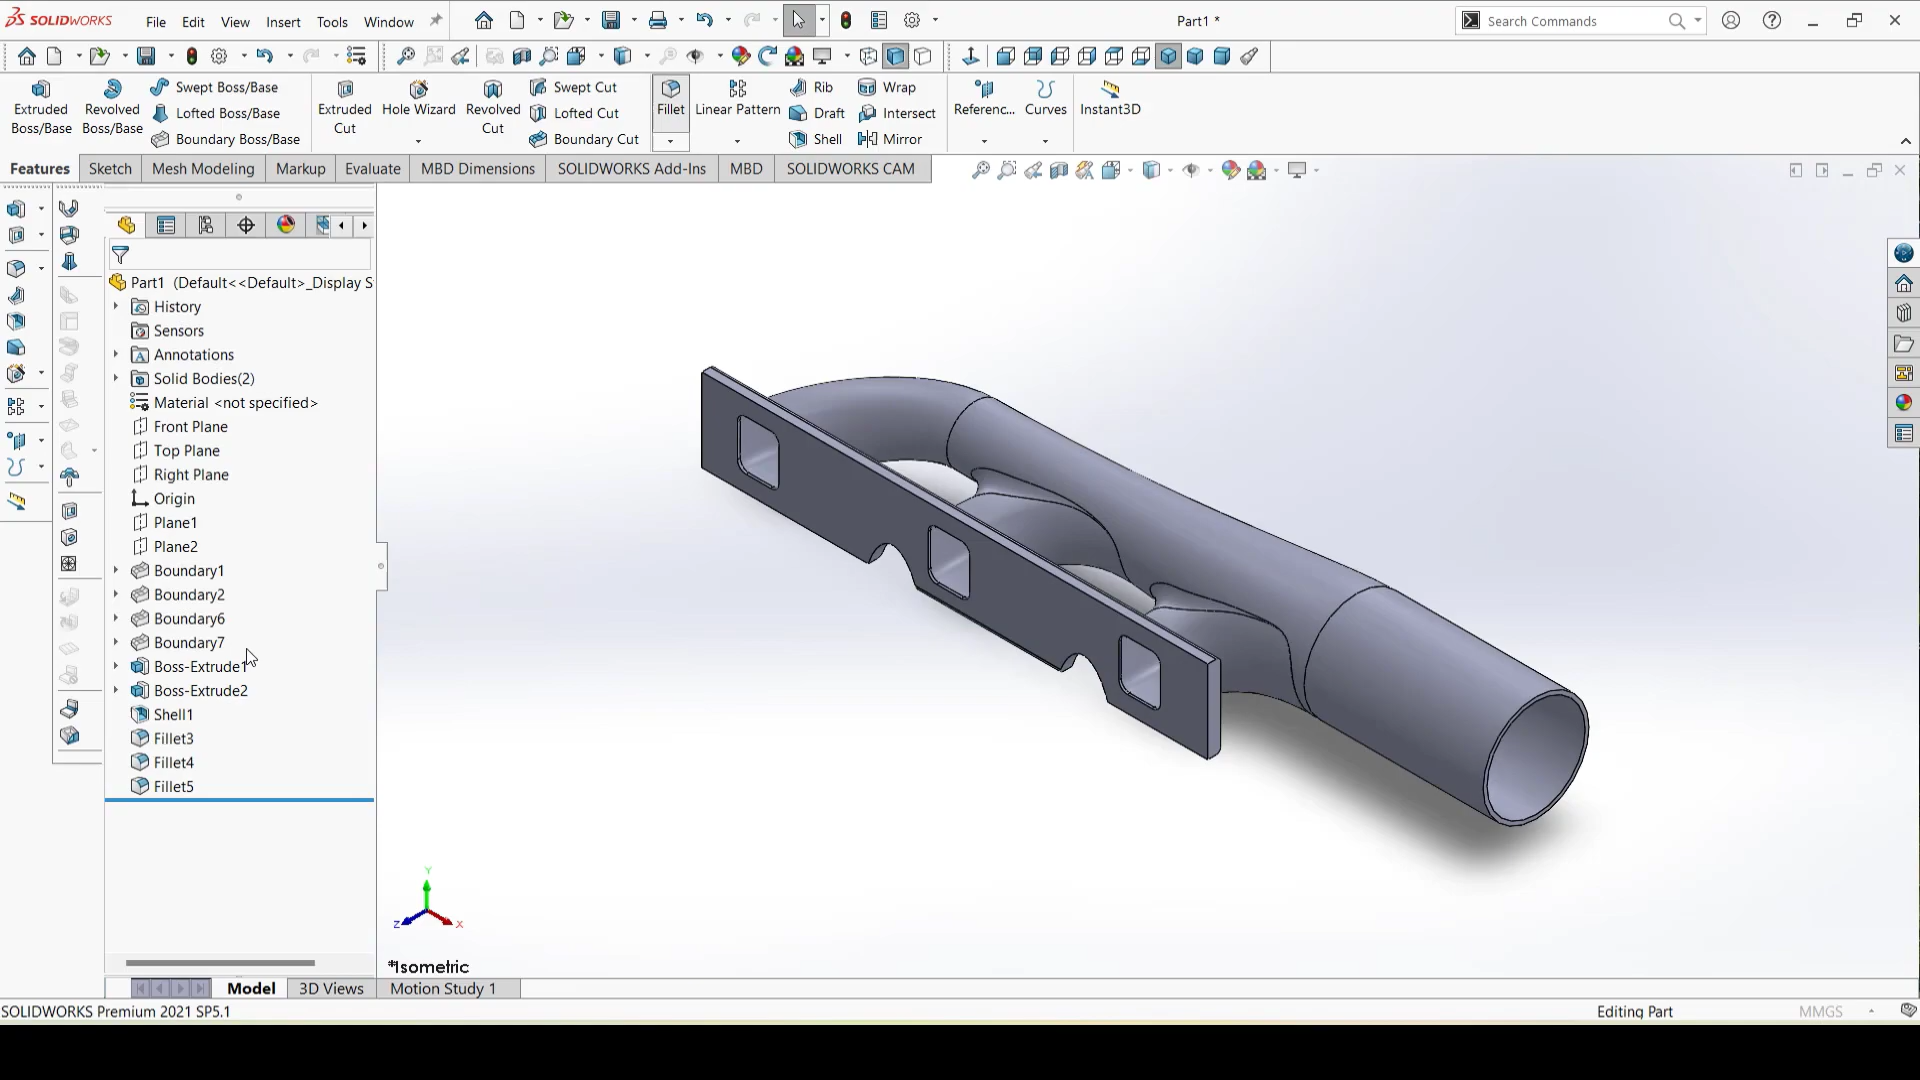 SOLIDWORKS File Edit View Insert Tools Window Part1 * Search Commands
Extruded Boss/Base
Revolved Boss/Base
Swept Boss/Base
Lofted Boss/Base
Boundary Boss/Base
Extruded Cut
Hole Wizard
Revolved Cut
Swept Cut
Lofted Cut
Boundary Cut
Fillet
Linear Pattern
Rib
Draft
Shell
Wrap
Intersect
Mirror
Referenc...
Curves
Instant3D
Features Sketch Mesh Modeling Markup Evaluate MBD Dimensions SOLIDWORKS Add-Ins MBD SOLIDWORKS CAM
Part1 (Default<<Default>_Display S
History
Sensors
Annotations
Solid Bodies(2)
Material <not specified>
Front Plane
Top Plane
Right Plane
Origin
Plane1
Plane2
Boundary1
Boundary2
Boundary6
Boundary7
Boss-Extrude1
Boss-Extrude2
Shell1
Fillet3
Fillet4
Fillet5
Y
Z
X
*Isometric
Model 3D Views Motion Study 1
SOLIDWORKS Premium 2021 SP5.1 Editing Part MMGS